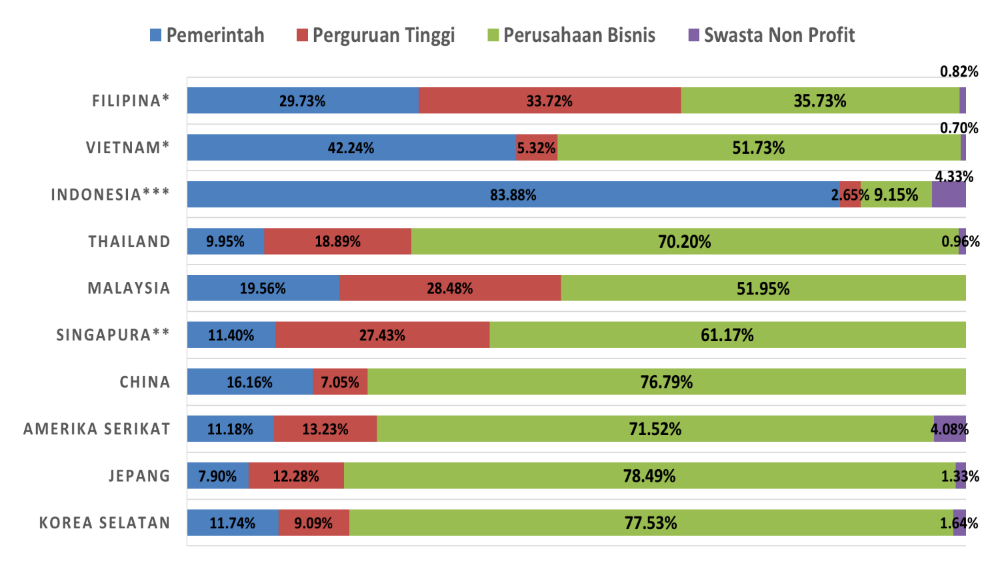 Pemerintah Perguruan Tinggi Perusahaan Bisnis Swasta Non Profit
0.82%
FILIPINA* 29.73% 33.72% 35.73%
0.70%
VIETNAM* 42.24% 5.32% 51.73%
4.33%
INDONESIA*** 83.88% 2.65% 9.15%
THAILAND 9.95% 18.89% 70.20% 0.96%
MALAYSIA 19.56% 28.48% 51.95%
SINGAPURA** 11.40% 27.43% 61.17%
CHINA 16.16% 7.05% 76.79%
AMERIKA SERIKAT 11.18% 13.23% 71.52% 4.08%
JEPANG 7.90% 12.28% 78.49% 1.33%
KOREA SELATAN 11.74% 9.09% 77.53% 1.64%